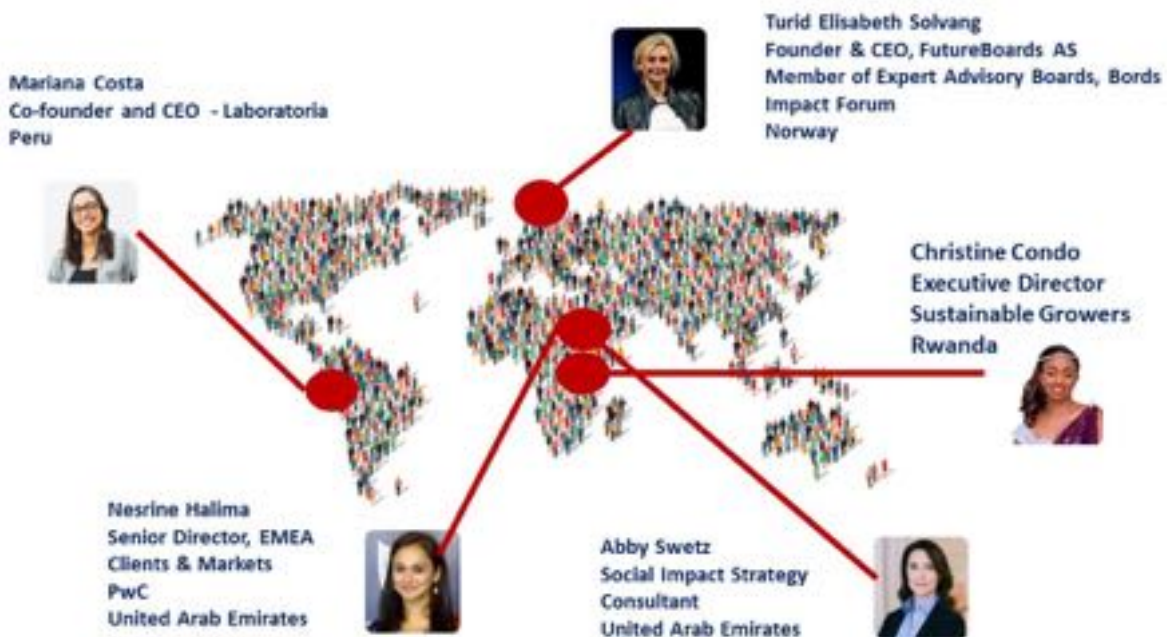 Turid Elisabeth Solvang
Founder & CEO, FutureBoards AS
Member of Expert Advisory Boards, Bords
Impact Forum
Norway
Mariana Costa
Co-founder and CEO - Laboratoria
Peru
Christine Condo
Executive Director
Sustainable Growers
Rwanda
Nesrine Halima
Senior Director, EMEA
Clients & Markets
PwC
United Arab Emirates
Abby Swetz
Social Impact Strategy
Consultant
United Arab Emirates